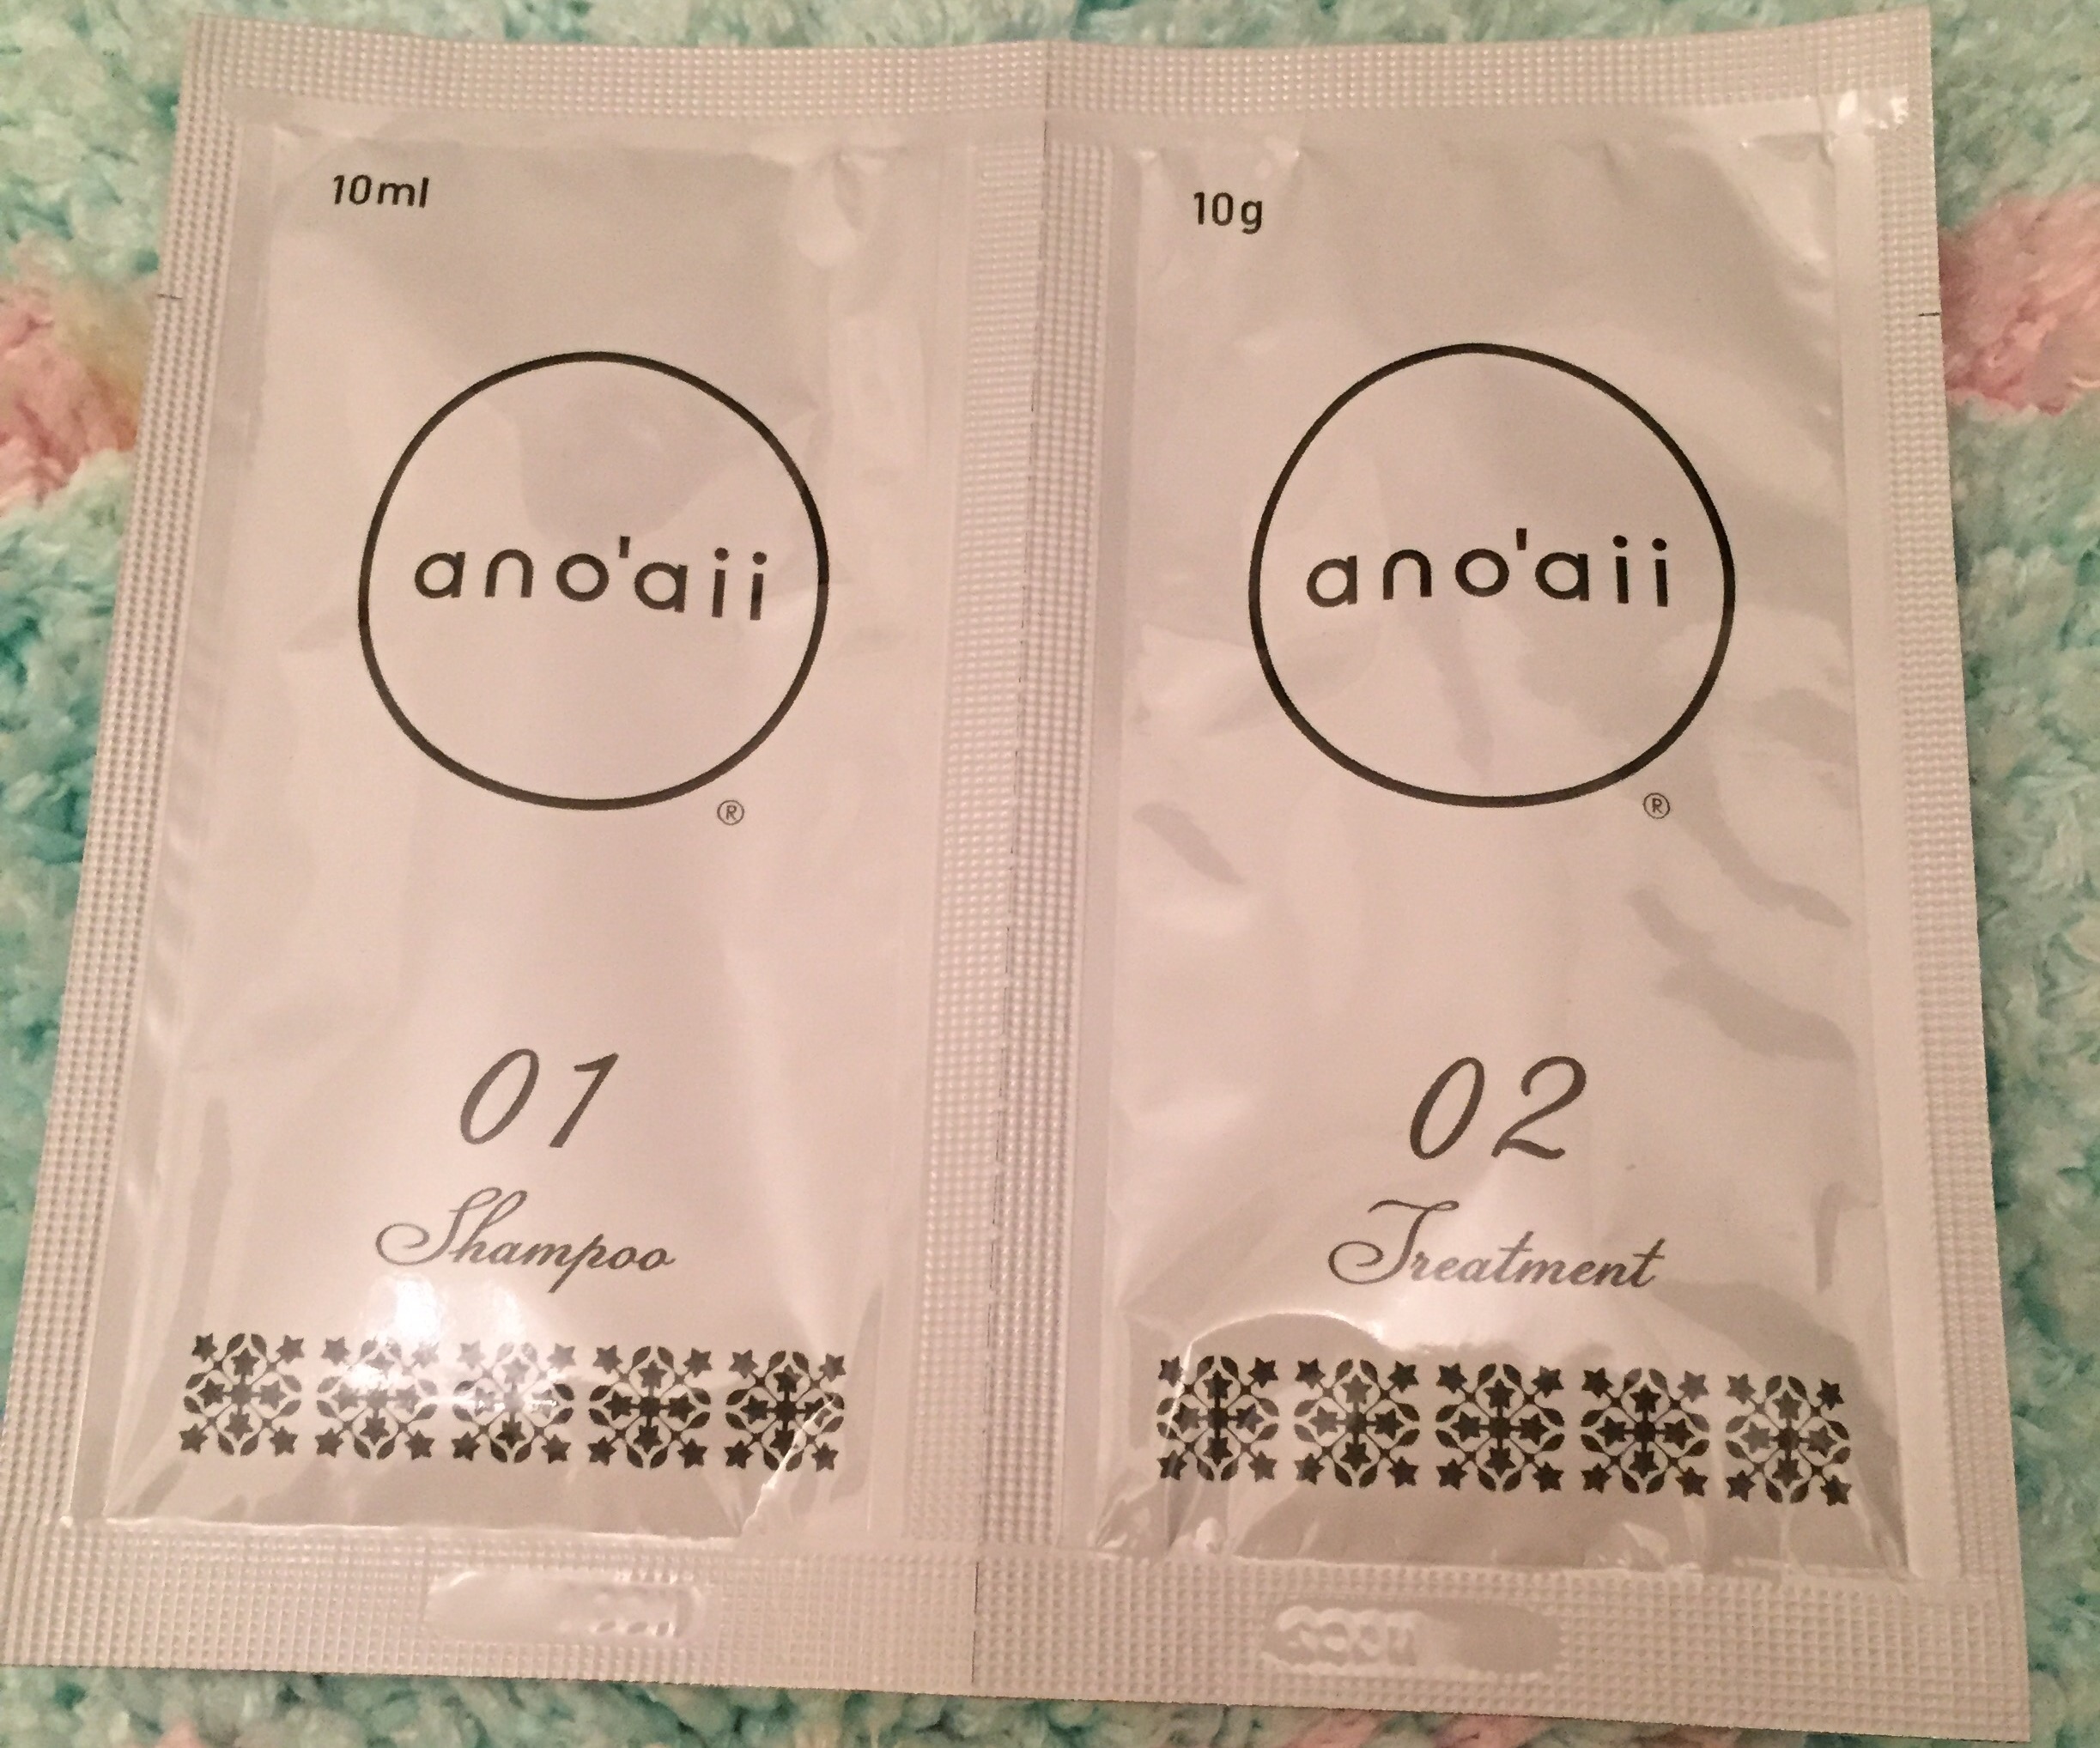 10ml
ano'aii
®
01
Shampoo
10g
ano'aii
®
02
Treatment